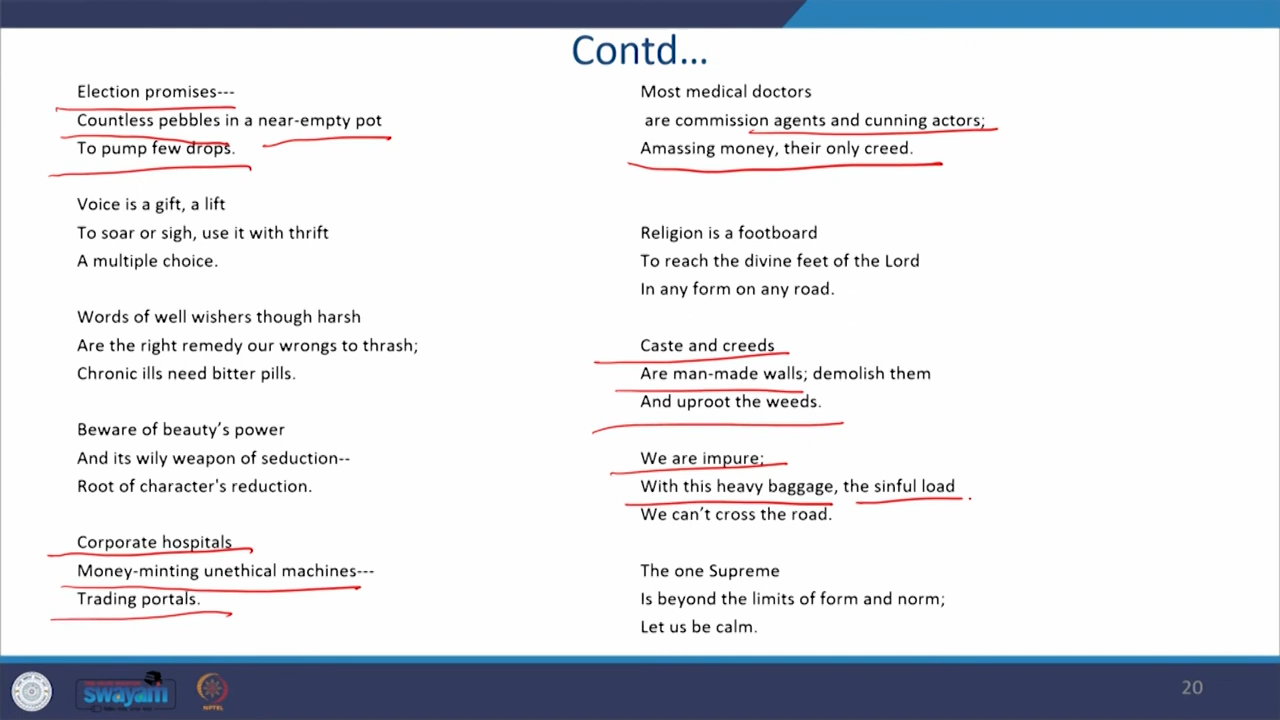 Contd...
Election promises---
Countless pebbles in a near-empty pot
To pump few drops.
Voice is a gift, a lift
To soar or sigh, use it with thrift
A multiple choice.
Words of well wishers though harsh
Are the right remedy our wrongs to thrash;
Chronic ills need bitter pills.
Beware of beauty’s power
And its wily weapon of seduction--
Root of character's reduction.
Corporate hospitals
Money-minting unethical machines---
Trading portals.
Most medical doctors
are commission agents and cunning actors;
Amassing money, their only creed.
Religion is a footboard
To reach the divine feet of the Lord
In any form on any road.
Caste and creeds
Are man-made walls; demolish them
And uproot the weeds.
We are impure;
With this heavy baggage, the sinful load
We can’t cross the road.
The one Supreme
Is beyond the limits of form and norm;
Let us be calm.
swayam
NPTEL
20